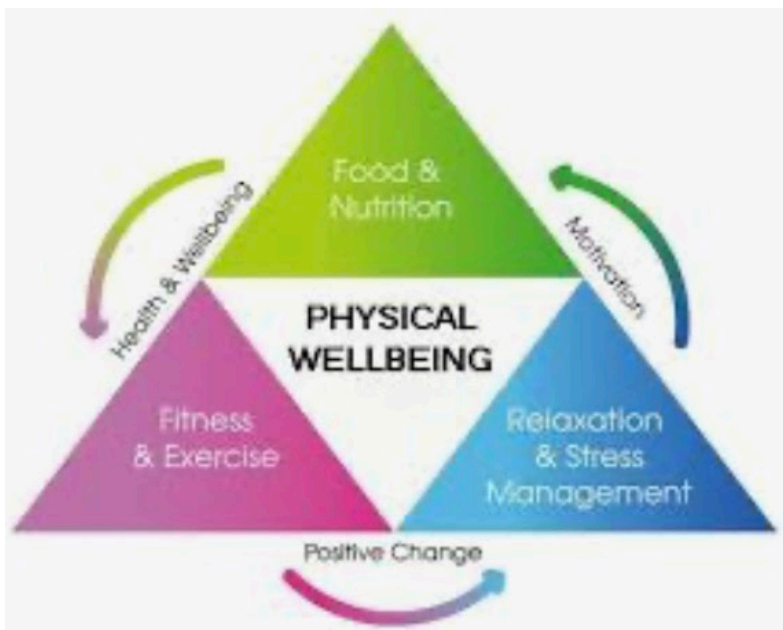 Food &
Nutrition
Health & Wellbeing
Motivation
PHYSICAL
WELLBEING
Fitness
& Exercise
Relaxation
& Stress
Management
Positive Change